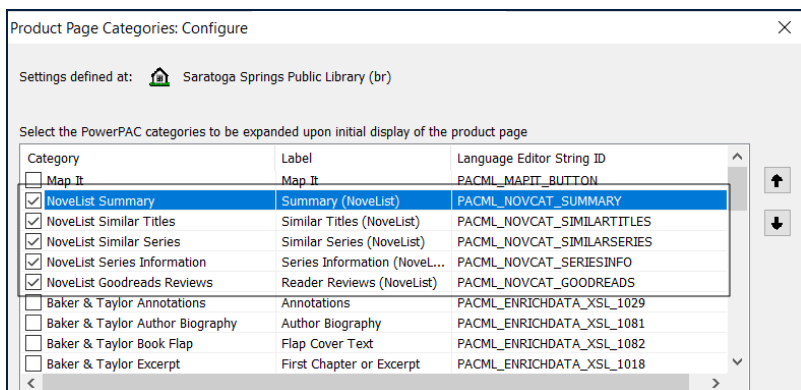 Product Page Categories: Configure
Settings defined at: Saratoga Springs Public Library (br)
Select the PowerPAC categories to be expanded upon initial display of the product page
Category Label Language Editor String ID
Map It Map It PACML_MAPIT_BUTTON
NoveList Summary Summary (NoveList) PACML_NOVCAT_SUMMARY
NoveList Similar Titles Similar Titles (NoveList) PACML_NOVCAT_SIMILARTITLES
NoveList Similar Series Similar Series (NoveList) PACML_NOVCAT_SIMILARSERIES
NoveList Series Information Series Information (NoveL... PACML_NOVCAT_SERIESINFO
NoveList Goodreads Reviews Reader Reviews (NoveList) PACML_NOVCAT_GOODREADS
Baker & Taylor Annotations Annotations PACML_ENRICHDATA_XSL_1029
Baker & Taylor Author Biography Author Biography PACML_ENRICHDATA_XSL_1081
Baker & Taylor Book Flap Flap Cover Text PACML_ENRICHDATA_XSL_1082
Baker & Taylor Excerpt First Chapter or Excerpt PACML_ENRICHDATA_XSL_1018